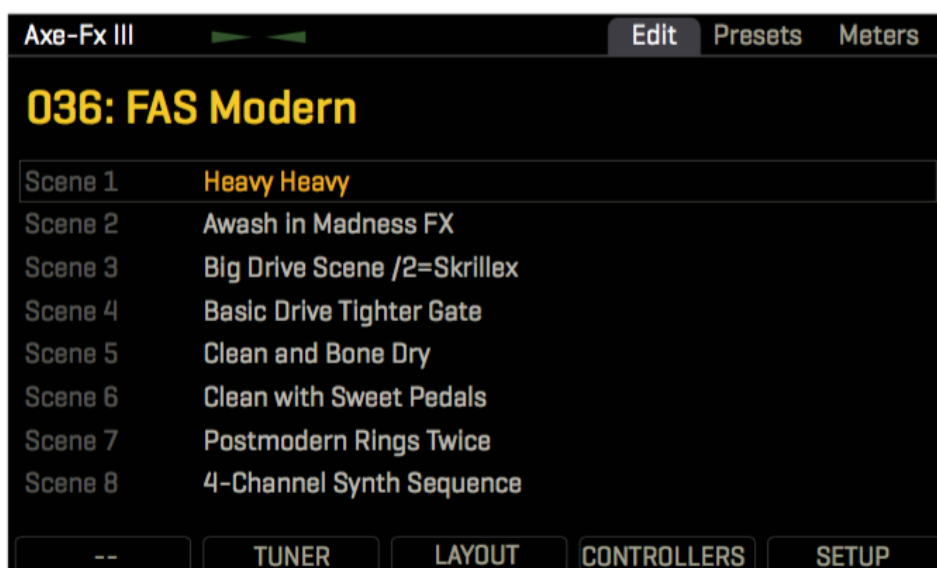 Axe-Fx III Edit Presets Meters
036: FAS Modern
Scene 1 Heavy Heavy
Scene 2 Awash in Madness FX
Scene 3 Big Drive Scene /2=Skrillex
Scene 4 Basic Drive Tighter Gate
Scene 5 Clean and Bone Dry
Scene 6 Clean with Sweet Pedals
Scene 7 Postmodern Rings Twice
Scene 8 4-Channel Synth Sequence
-- TUNER LAYOUT CONTROLLERS SETUP